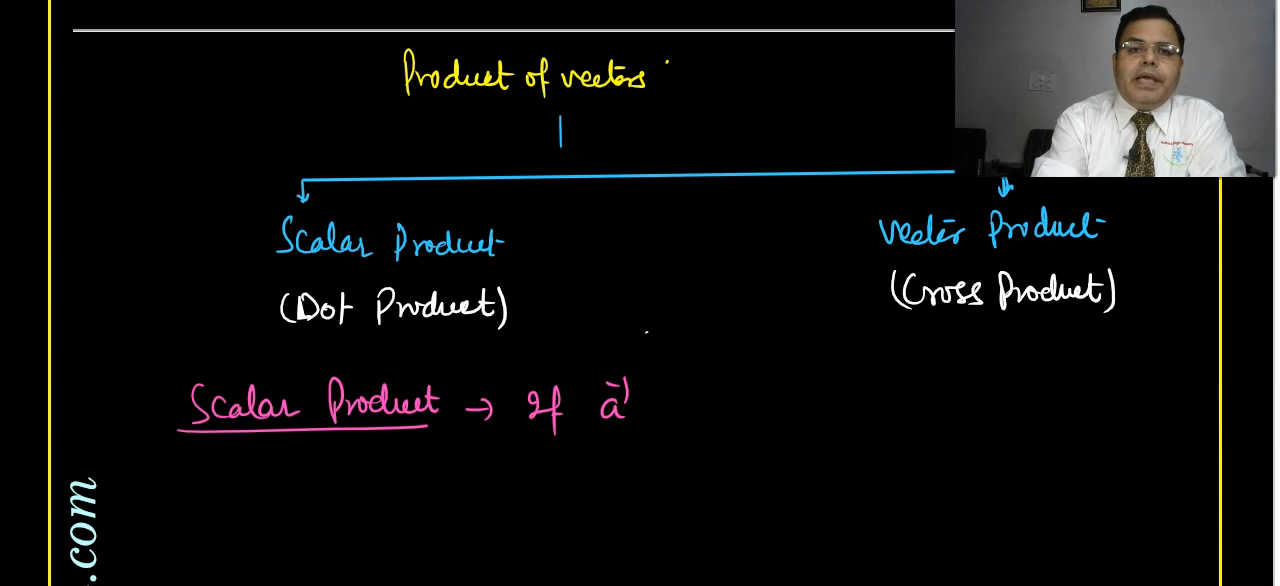 Product of vectors
Scalar Product
Vector Product
(Dot Product)
(Cross Product)
Scalar Product → If a⃗
.com